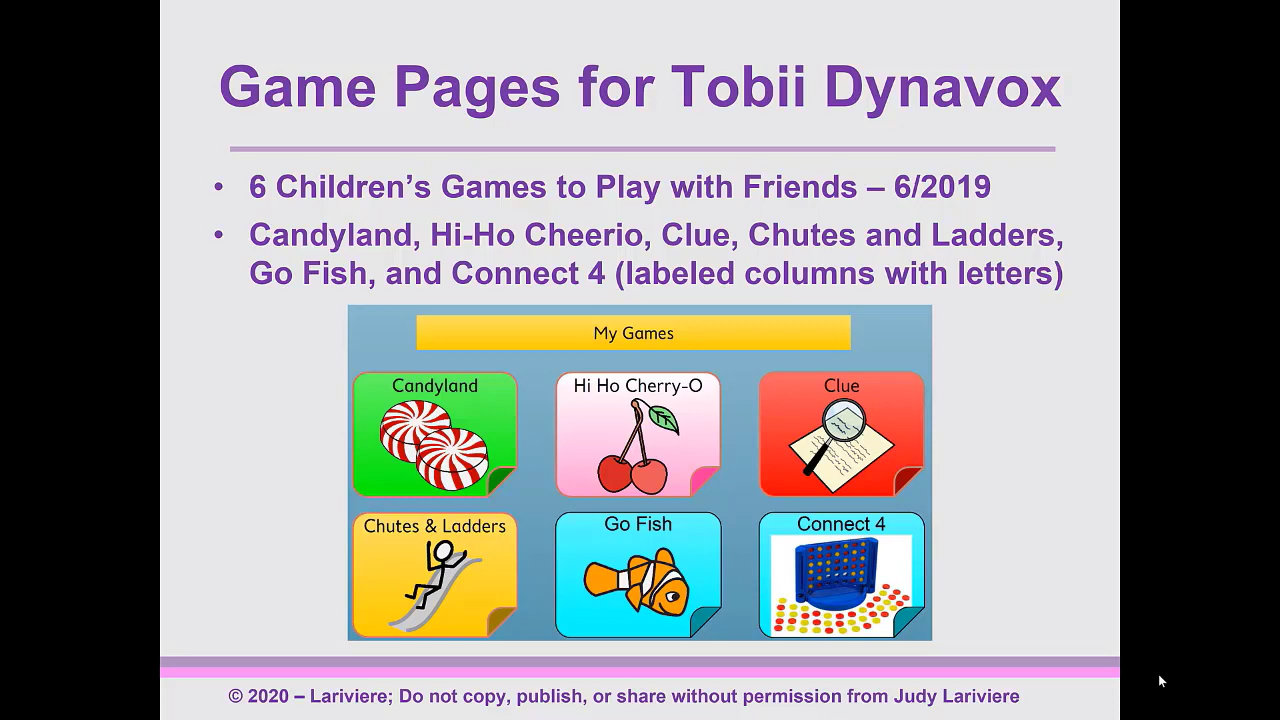 Game Pages for Tobii Dynavox
• 6 Children’s Games to Play with Friends – 6/2019
• Candyland, Hi-Ho Cheerio, Clue, Chutes and Ladders,
Go Fish, and Connect 4 (labeled columns with letters)
My Games
Candyland
Hi Ho Cherry-O
Clue
Chutes & Ladders
Go Fish
Connect 4
© 2020 – Lariviere; Do not copy, publish, or share without permission from Judy Lariviere